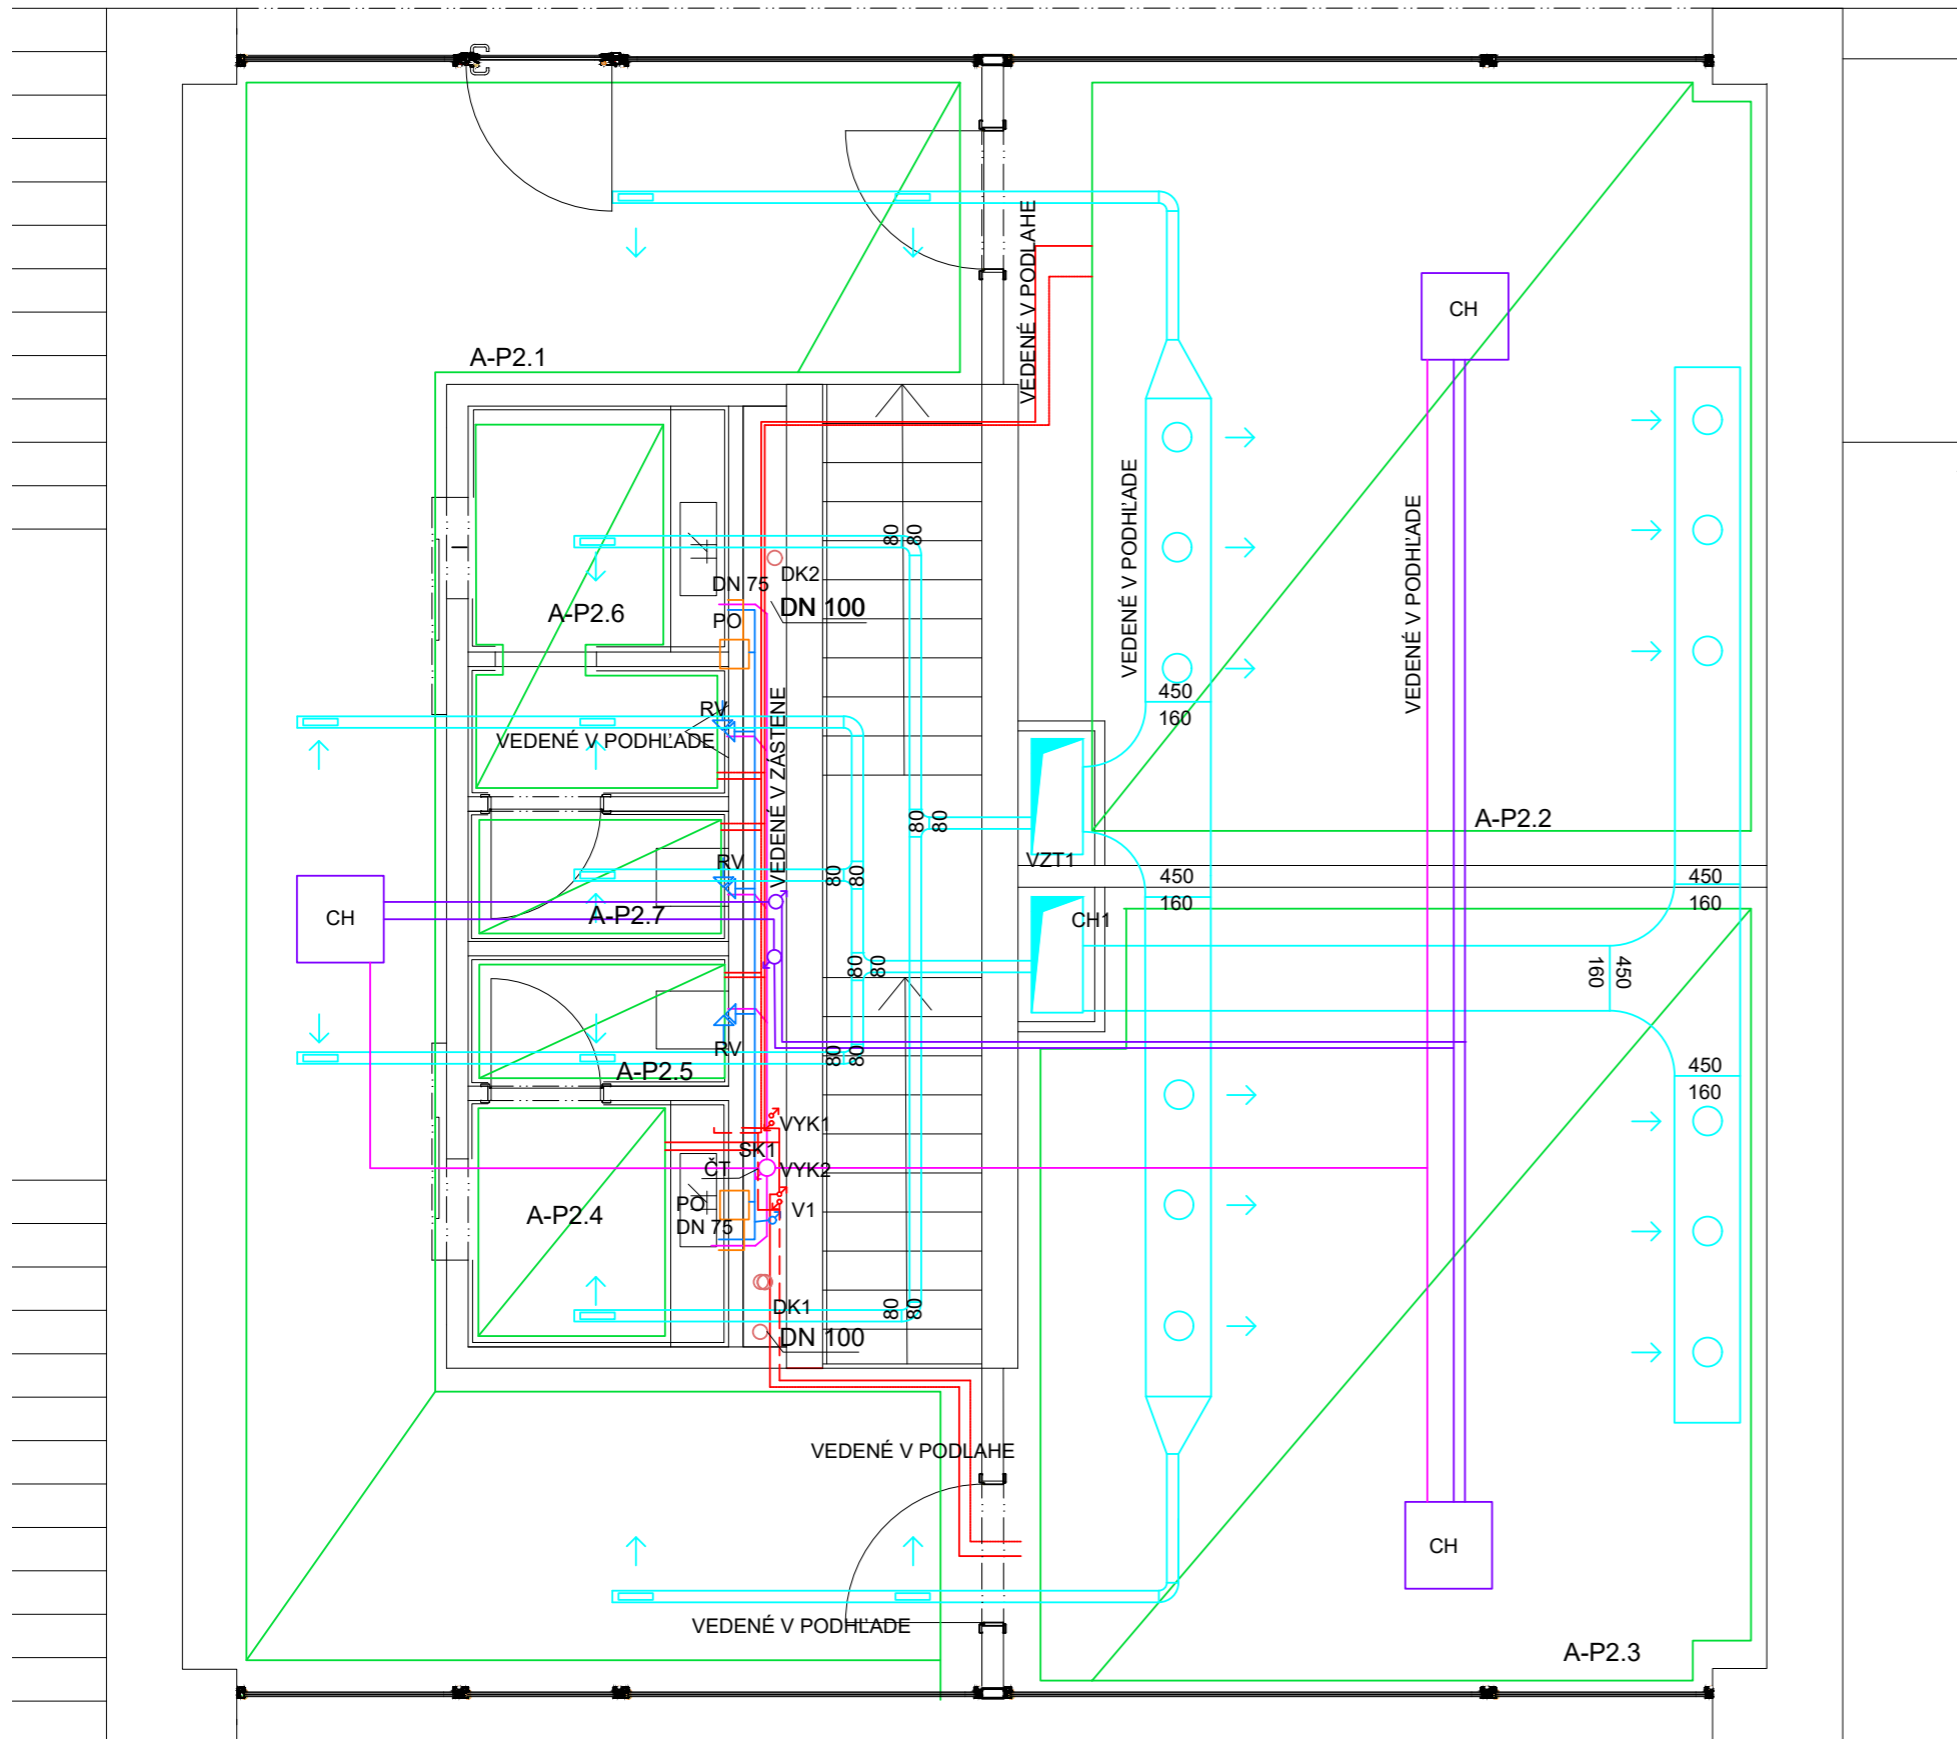 A-P2.1
VEDENÉ V PODLAHE
CH
VEDENÉ V PODHĽADE
VEDENÉ V PODHĽADE
80
80
DK2
DN 75
DN 100
A-P2.6
PO
VEDENÉ V ZÁSTENE
450
160
RV
VEDENÉ V PODHĽADE
80
80
A-P2.2
VZT1
RV
80
80
450
160
450
160
A-P2.7
CH
CH1
80
80
450
160
RV
80
80
A-P2.5
450
160
VYK1
SK1
ČT
VYK2
PO
V1
A-P2.4
DN 75
DK1
80
80
DN 100
VEDENÉ V PODLAHE
CH
VEDENÉ V PODHĽADE
A-P2.3